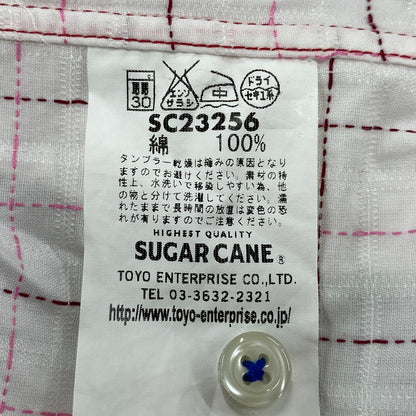 弱 30
エンソ サラシ
中
ドライ
セキユ系
SC23256
綿 100%
タンブラー乾燥は縮みの原因となり
ますのでお避けください。素材の特
性上、水洗いで移染しやすい為、他
の物と分けて洗濯してください。濡
れたままで長時間の放置は変色の恐
れが有りますのでご注意ください。
HIGHEST QUALITY
SUGAR CANE®
TOYO ENTERPRISE CO.,LTD.
TEL 03-3632-2321
http://www.toyo-enterprise.co.jp